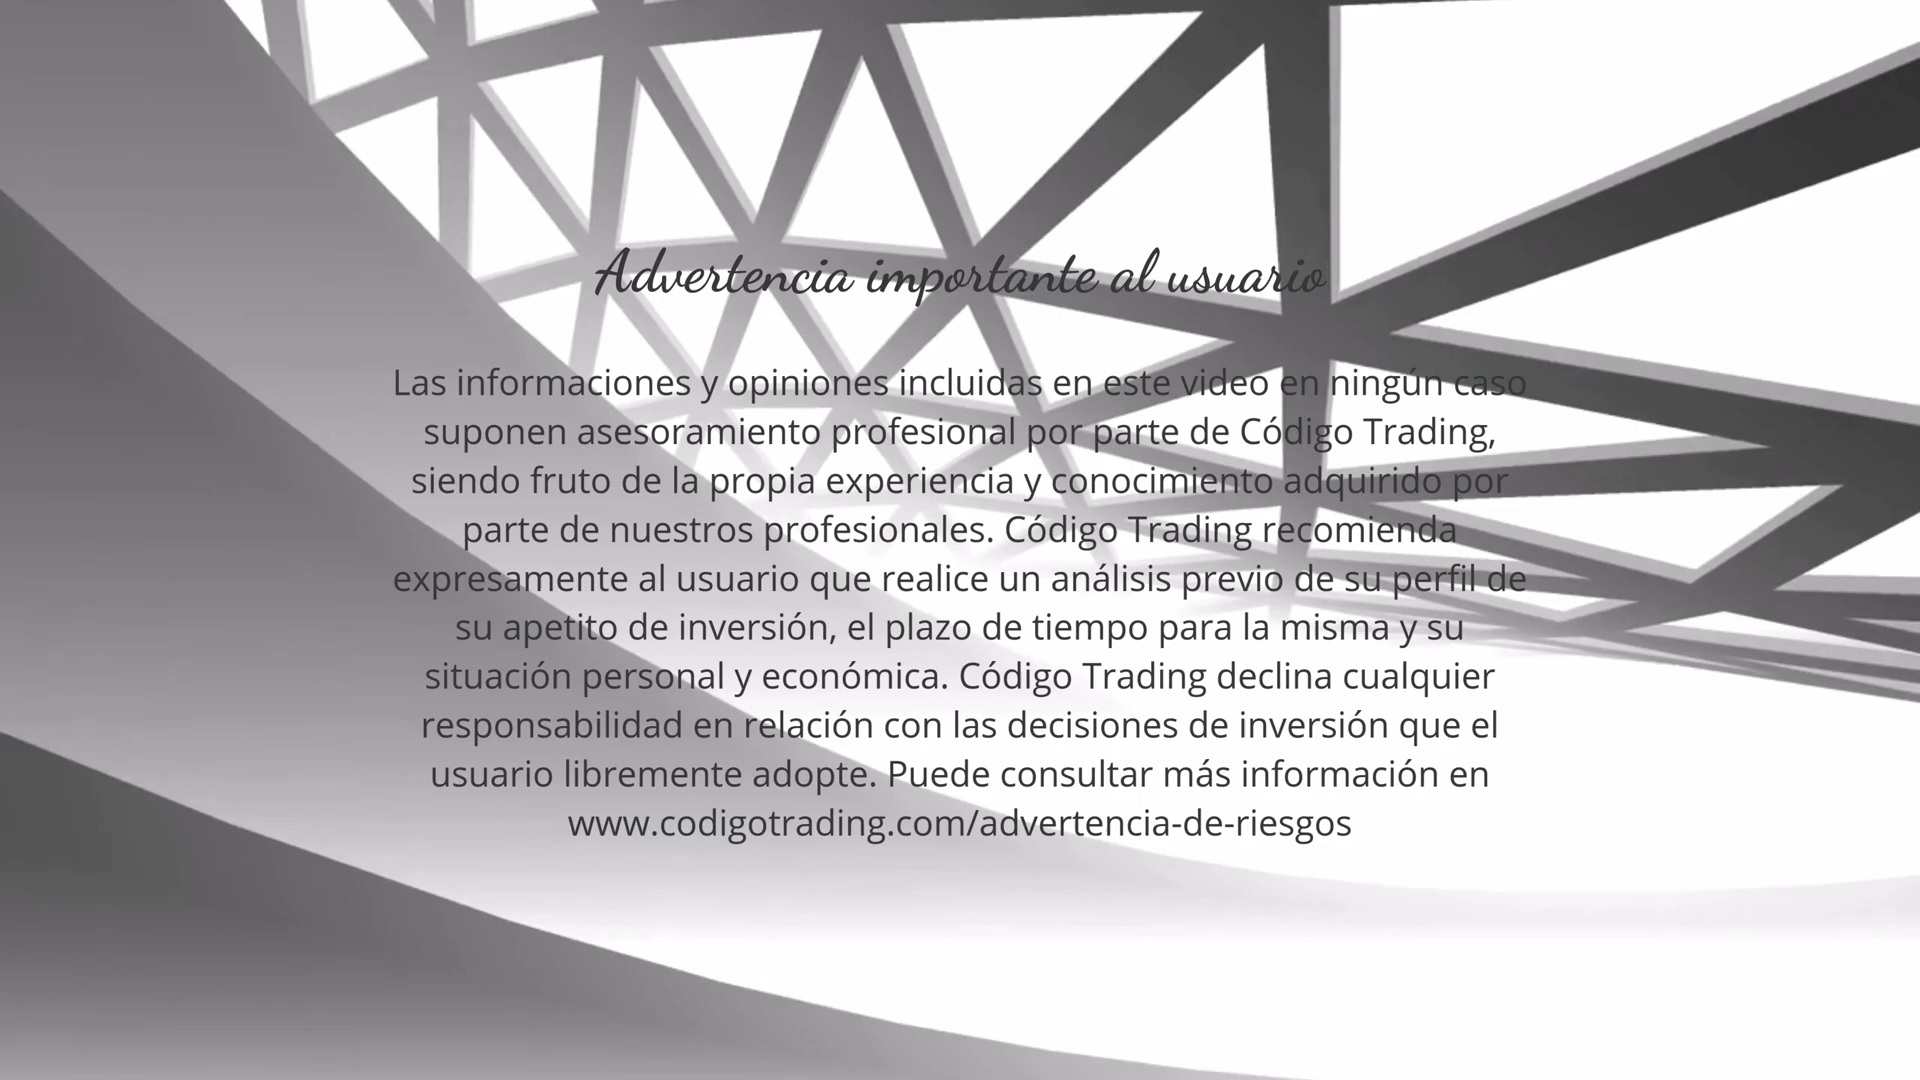 Advertencia importante al usuario
Las informaciones y opiniones incluidas en este video en ningún caso
suponen asesoramiento profesional por parte de Código Trading,
siendo fruto de la propia experiencia y conocimiento adquirido por
parte de nuestros profesionales. Código Trading recomienda
expresamente al usuario que realice un análisis previo de su perfil de
su apetito de inversión, el plazo de tiempo para la misma y su
situación personal y económica. Código Trading declina cualquier
responsabilidad en relación con las decisiones de inversión que el
usuario libremente adopte. Puede consultar más información en
www.codigotrading.com/advertencia-de-riesgos